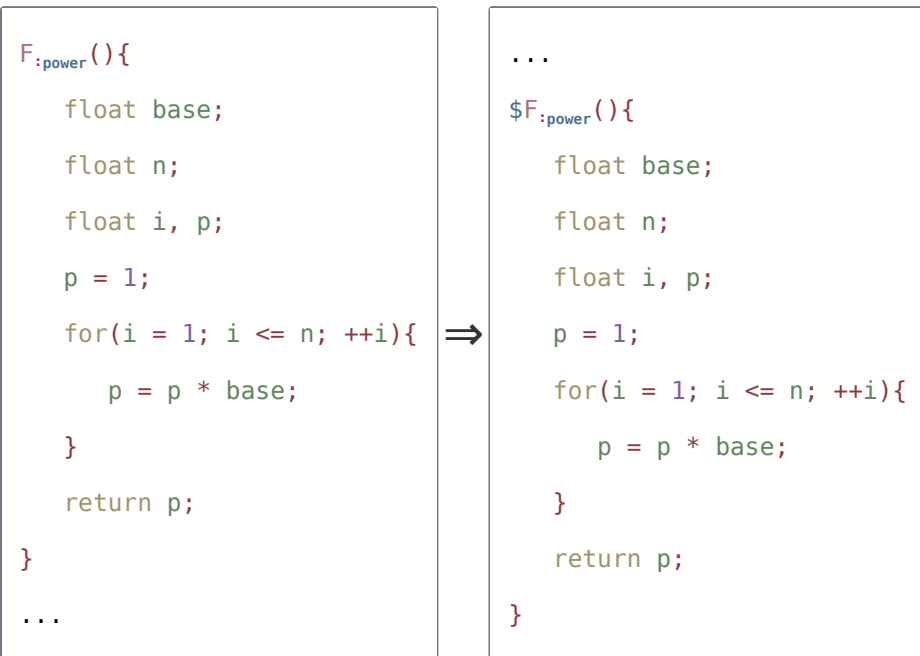 F:power(){
float base;
float n;
float i, p;
p = 1;
for(i = 1; i <= n; ++i){
p = p * base;
}
return p;
}
...
⇒
...
$F:power(){
float base;
float n;
float i, p;
p = 1;
for(i = 1; i <= n; ++i){
p = p * base;
}
return p;
}